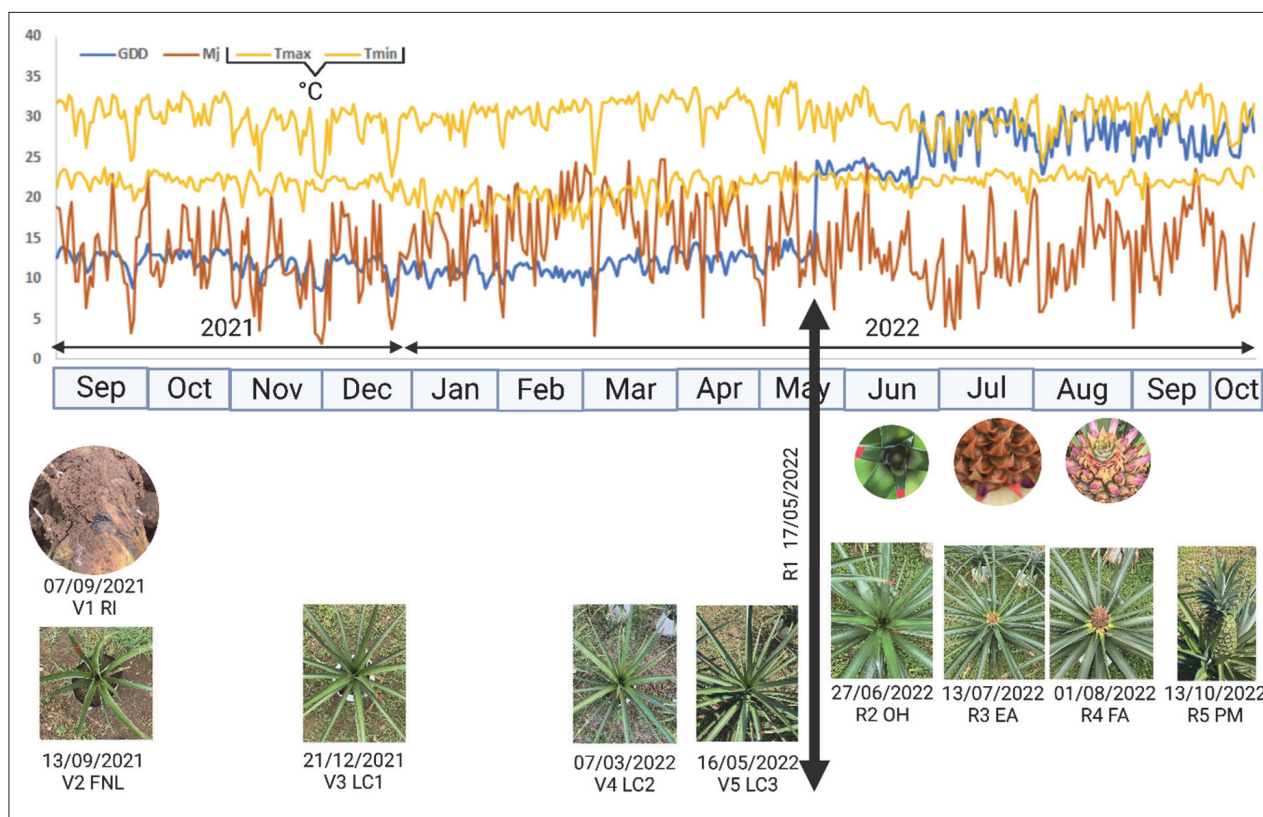 40
GDD Mj Tmax Tmin
35
°C
30
25
20
15
10
5
2021 2022
0
Sep Oct Nov Dec Jan Feb Mar Apr May Jun Jul Aug Sep Oct
R1 17/05/2022
07/09/2021
V1 RI
13/09/2021
V2 FNL
21/12/2021
V3 LC1
07/03/2022
V4 LC2
16/05/2022
V5 LC3
27/06/2022
R2 OH
13/07/2022
R3 EA
01/08/2022
R4 FA
13/10/2022
R5 PM